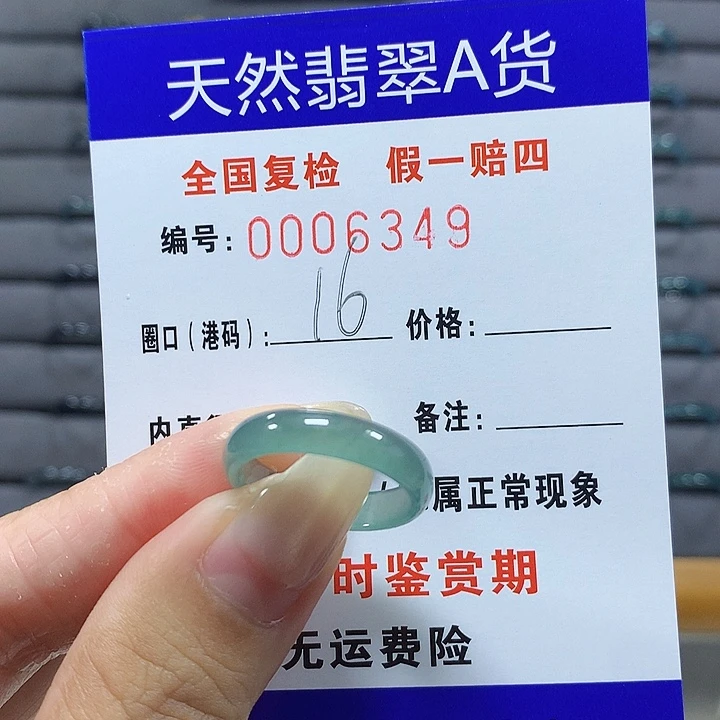 天然翡翠A货
全国复检 假一赔四
编号: 0006349
圈口(港码): 16 价格:
内直 备注:
属正常现象
时鉴赏期
无运费险